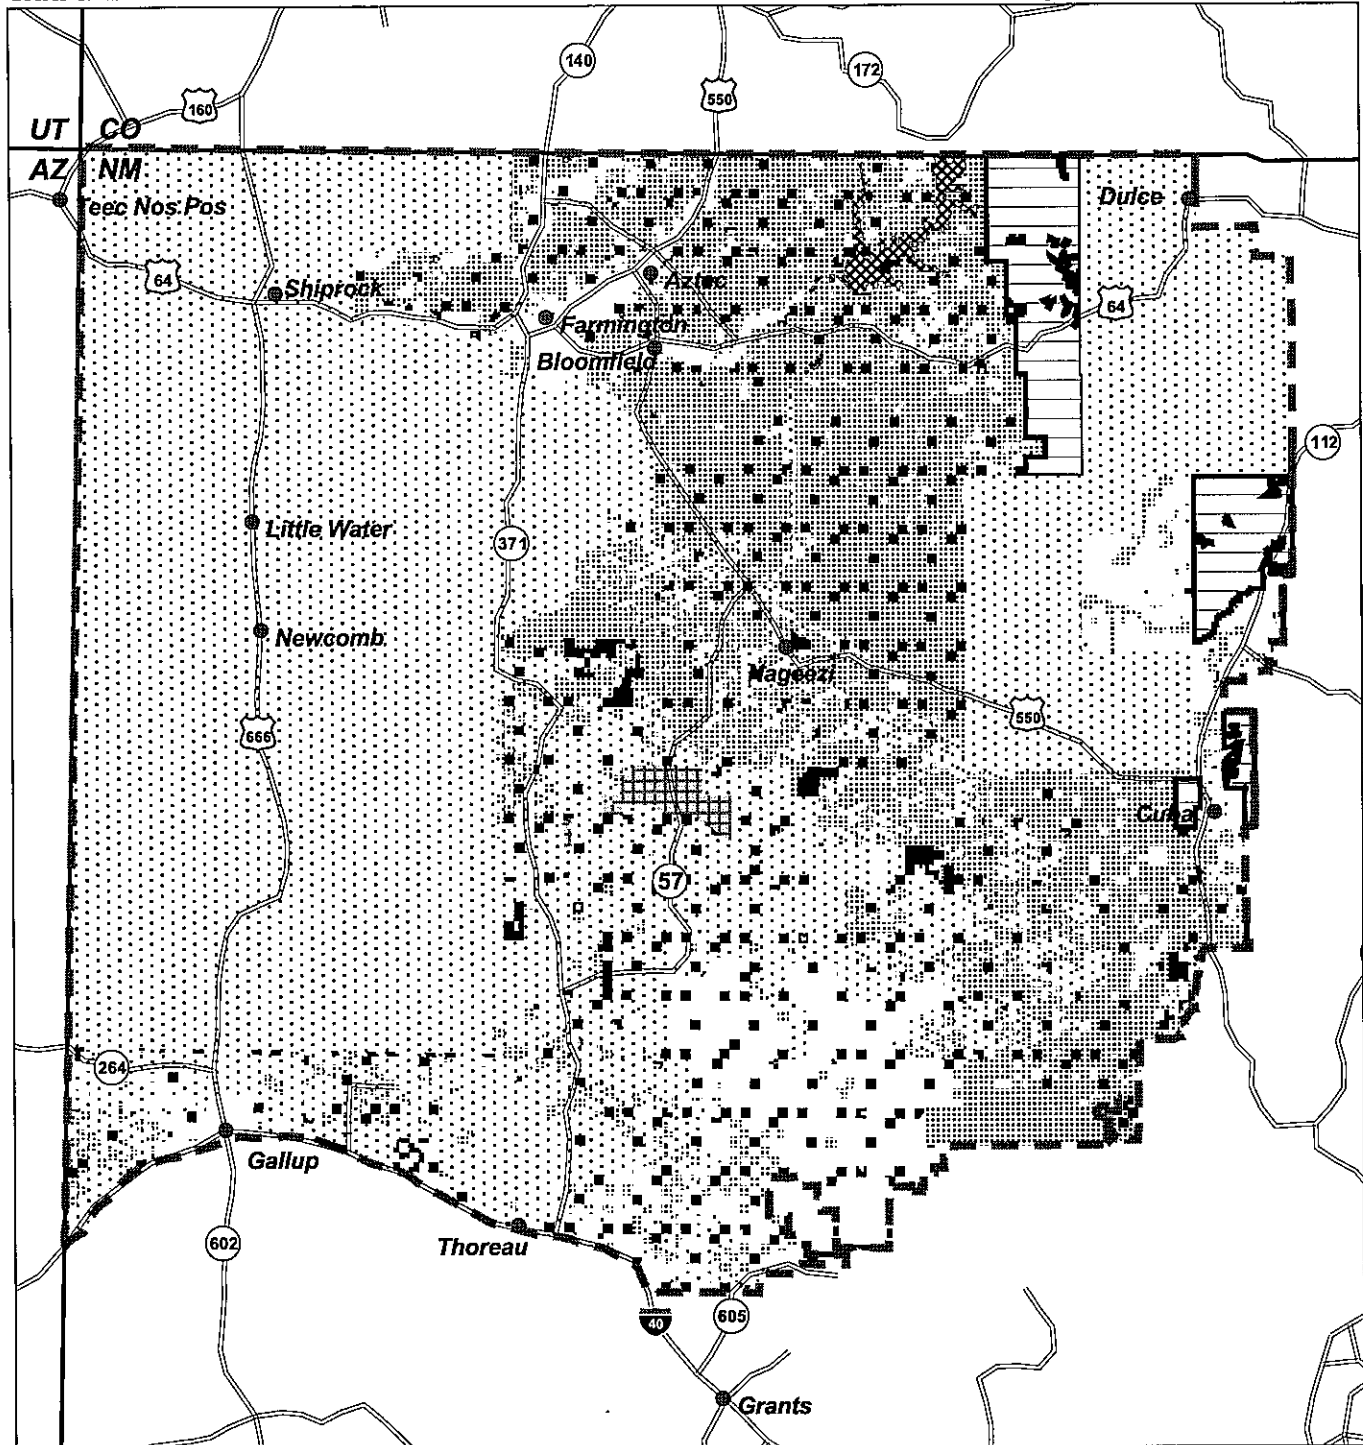 140
172
550
160
UT CO
AZ NM
Teec Nos Pos
Dulce
64
Shiprock
Aztec
64
Farmington
Bloomfield
112
Little Water
371
Newcomb
Nageezi
550
666
Cuba
57
264
Gallup
602
Thoreau
40
605
Grants